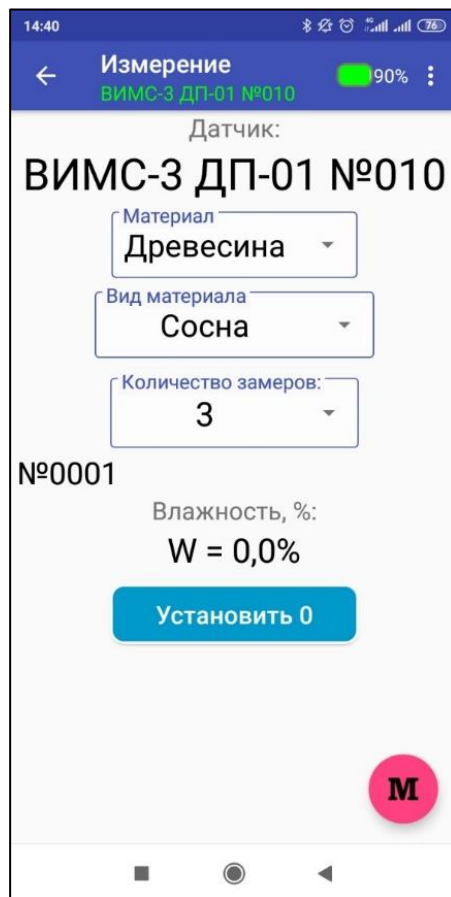 14:40
4G
76
Измерение
ВИМС-3 ДП-01 №010
90%
Датчик:
ВИМС-3 ДП-01 №010
Материал
Древесина
Вид материала
Сосна
Количество замеров:
3
№0001
Влажность, %:
W = 0,0%
Установить 0
М